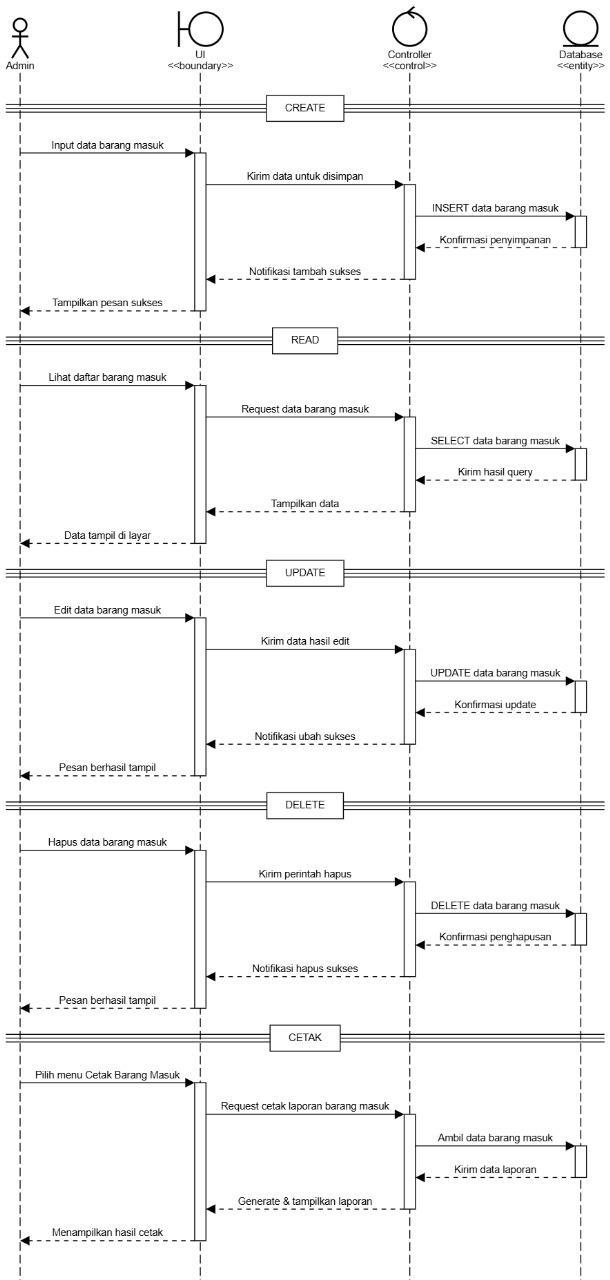 Admin
UI
<<boundary>>
Controller
<<control>>
Database
<<entity>>
CREATE
Input data barang masuk
Kirim data untuk disimpan
INSERT data barang masuk
Konfirmasi penyimpanan
Notifikasi tambah sukses
Tampilkan pesan sukses
READ
Lihat daftar barang masuk
Request data barang masuk
SELECT data barang masuk
Kirim hasil query
Tampilkan data
Data tampil di layar
UPDATE
Edit data barang masuk
Kirim data hasil edit
UPDATE data barang masuk
Konfirmasi update
Notifikasi ubah sukses
Pesan berhasil tampil
DELETE
Hapus data barang masuk
Kirim perintah hapus
DELETE data barang masuk
Konfirmasi penghapusan
Notifikasi hapus sukses
Pesan berhasil tampil
CETAK
Pilih menu Cetak Barang Masuk
Request cetak laporan barang masuk
Ambil data barang masuk
Kirim data laporan
Generate & tampilkan laporan
Menampilkan hasil cetak